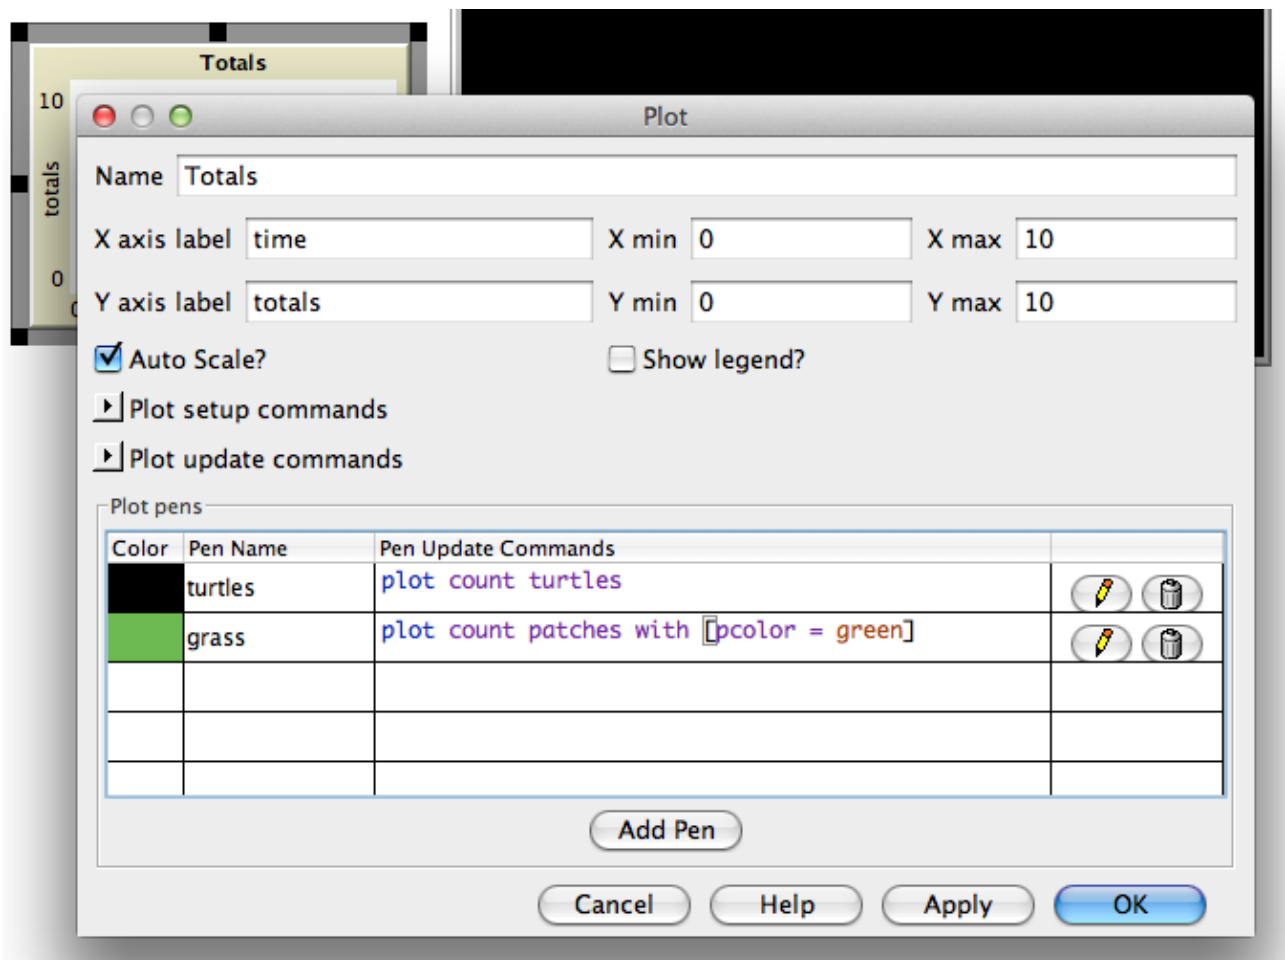 Totals
10
totals
0
Plot
Name Totals
X axis label time X min 0 X max 10
Y axis label totals Y min 0 Y max 10
Auto Scale? Show legend?
Plot setup commands
Plot update commands
Plot pens
Color Pen Name Pen Update Commands
turtles plot count turtles
grass plot count patches with [pcolor = green]
Add Pen
Cancel Help Apply OK